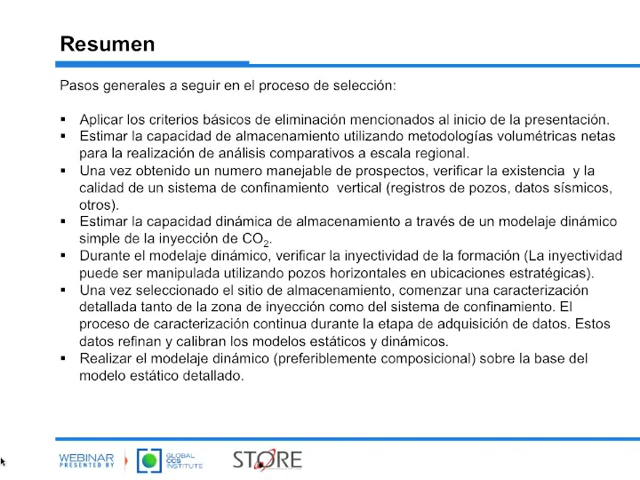 Resumen
Pasos generales a seguir en el proceso de selección:
▪ Aplicar los criterios básicos de eliminación mencionados al inicio de la presentación.
▪ Estimar la capacidad de almacenamiento utilizando metodologías volumétricas netas
para la realización de análisis comparativos a escala regional.
▪ Una vez obtenido un numero manejable de prospectos, verificar la existencia y la
calidad de un sistema de confinamiento vertical (registros de pozos, datos sísmicos,
otros).
▪ Estimar la capacidad dinámica de almacenamiento a través de un modelaje dinámico
simple de la inyección de CO2.
▪ Durante el modelaje dinámico, verificar la inyectividad de la formación (La inyectividad
puede ser manipulada utilizando pozos horizontales en ubicaciones estratégicas).
▪ Una vez seleccionado el sitio de almacenamiento, comenzar una caracterización
detallada tanto de la zona de inyección como del sistema de confinamiento. El
proceso de caracterización continua durante la etapa de adquisición de datos. Estos
datos refinan y calibran los modelos estáticos y dinámicos.
▪ Realizar el modelaje dinámico (preferiblemente composicional) sobre la base del
modelo estático detallado.
WEBINAR
PRESENTED BY
GLOBAL
CCS
INSTITUTE
STORE